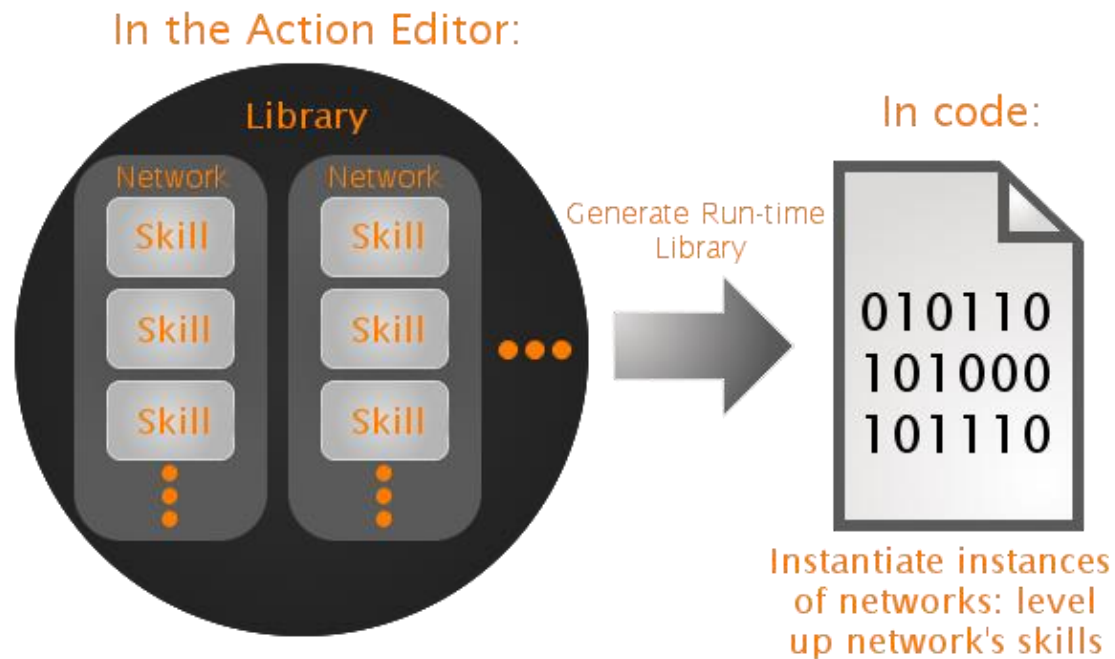 In the Action Editor:
Library
Network
Skill
Skill
Skill
Network
Skill
Skill
Skill
Generate Run-time
Library
In code:
010110
101000
101110
Instantiate instances
of networks: level
up network's skills